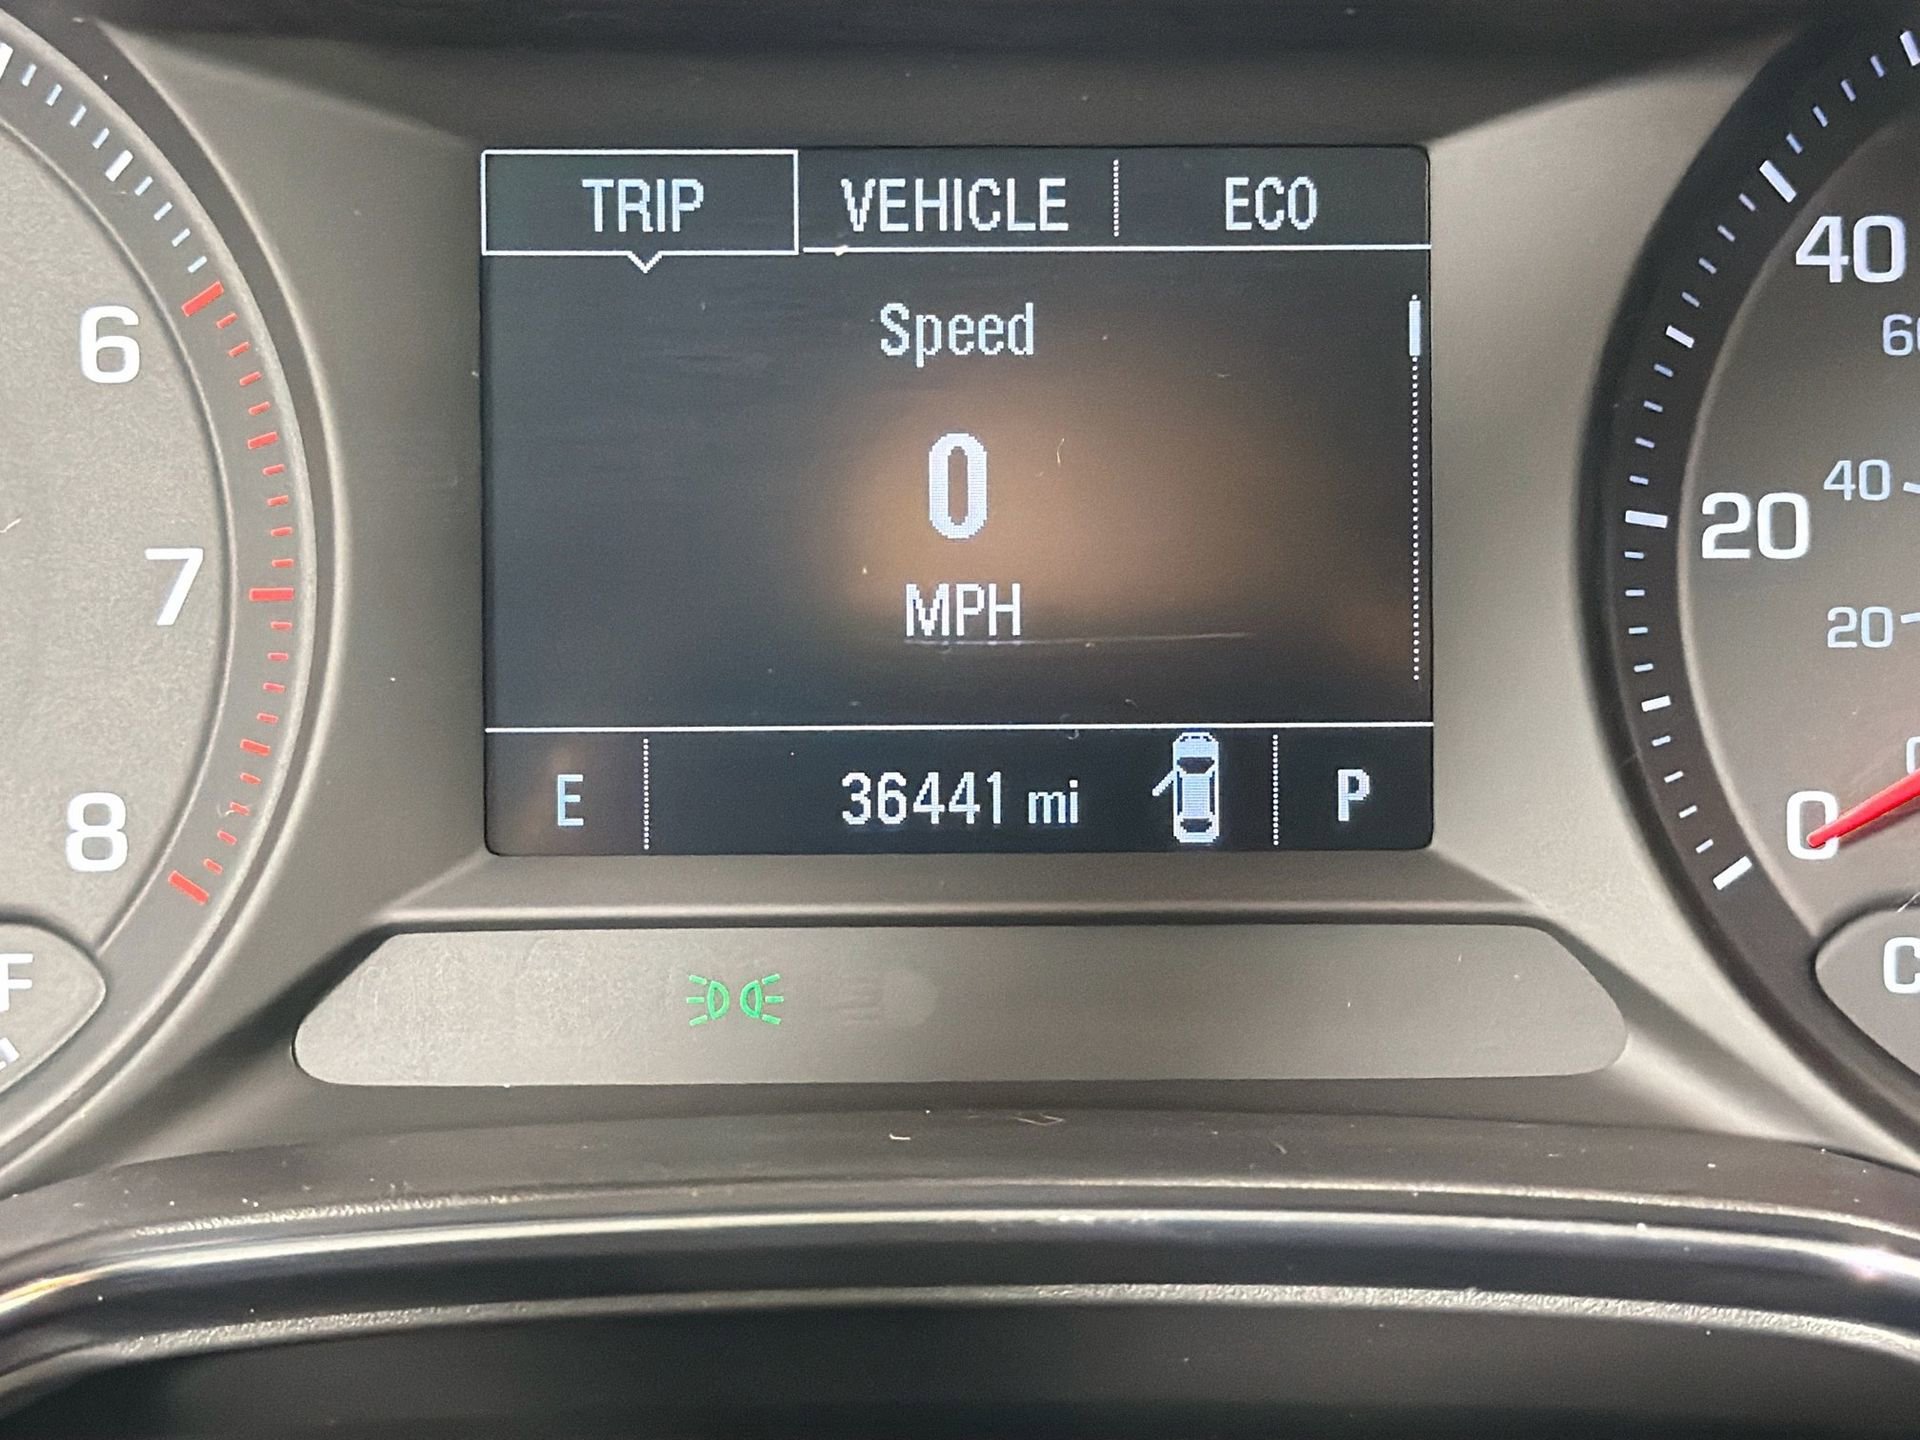 TRIP VEHICLE ECO
Speed
0
MPH
E 36441 mi P
6
7
8
F
40
20 40
20
0
C